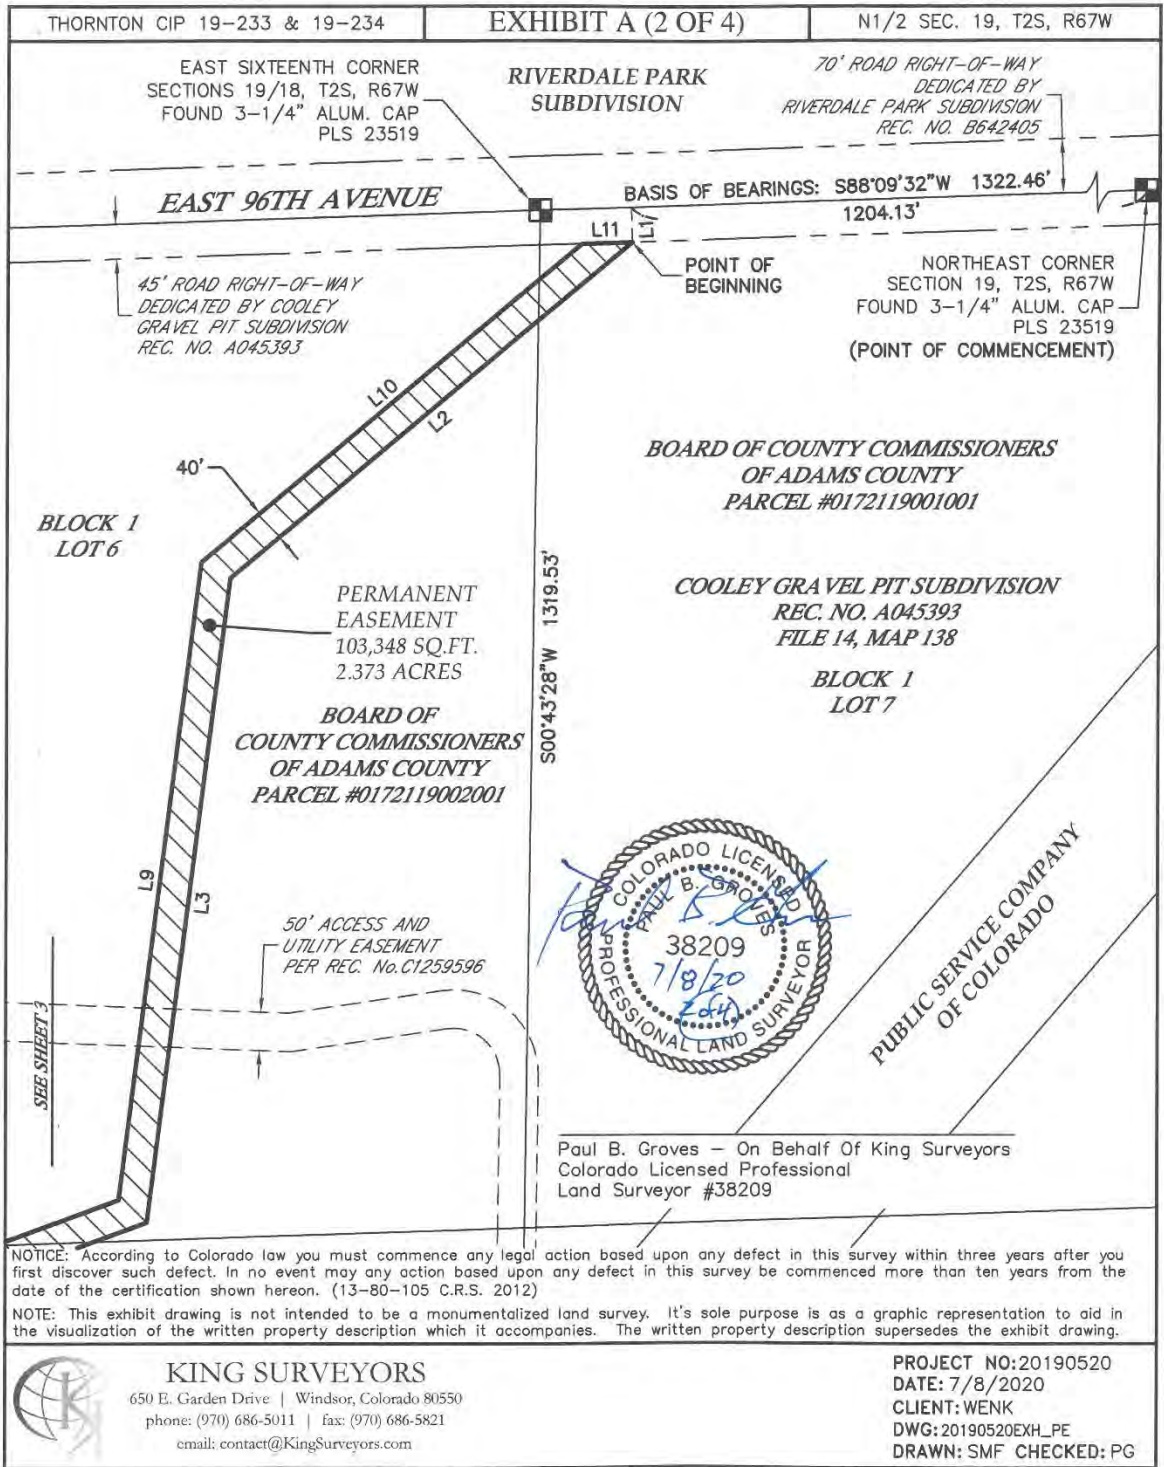 THORNTON CIP 19-233 & 19-234
EXHIBIT A (2 OF 4)
N1/2 SEC. 19, T2S, R67W
EAST SIXTEENTH CORNER
SECTIONS 19/18, T2S, R67W
FOUND 3-1/4" ALUM. CAP
PLS 23519
RIVERDALE PARK
SUBDIVISION
70' ROAD RIGHT-OF-WAY
DEDICATED BY
RIVERDALE PARK SUBDIVISION
REC. NO. B642405
EAST 96TH AVENUE
BASIS OF BEARINGS: S88°09'32"W 1322.46'
1204.13'
L11
L1
POINT OF
BEGINNING
45' ROAD RIGHT-OF-WAY
DEDICATED BY COOLEY
GRAVEL PIT SUBDIVISION
REC. NO. A045393
NORTHEAST CORNER
SECTION 19, T2S, R67W
FOUND 3-1/4" ALUM. CAP
PLS 23519
(POINT OF COMMENCEMENT)
L10
L2
40'
BLOCK 1
LOT 6
BOARD OF COUNTY COMMISSIONERS
OF ADAMS COUNTY
PARCEL #0172119001001
PERMANENT
EASEMENT
103,348 SQ.FT.
2.373 ACRES
S00°43'28"W 1319.53'
COOLEY GRAVEL PIT SUBDIVISION
REC. NO. A045393
FILE 14, MAP 138
BLOCK 1
LOT 7
BOARD OF
COUNTY COMMISSIONERS
OF ADAMS COUNTY
PARCEL #0172119002001
L9
L3
50' ACCESS AND
UTILITY EASEMENT
PER REC. No. C1259596
SEE SHEET 3
COLORADO LICENSED
PAUL B. GROVES
38209
7/8/20
(2 of 4)
PROFESSIONAL LAND SURVEYOR
PUBLIC SERVICE COMPANY
OF COLORADO
Paul B. Groves – On Behalf Of King Surveyors
Colorado Licensed Professional
Land Surveyor #38209
NOTICE: According to Colorado law you must commence any legal action based upon any defect in this survey within three years after you
first discover such defect. In no event may any action based upon any defect in this survey be commenced more than ten years from the
date of the certification shown hereon. (13-80-105 C.R.S. 2012)
NOTE: This exhibit drawing is not intended to be a monumentalized land survey. It's sole purpose is as a graphic representation to aid in
the visualization of the written property description which it accompanies. The written property description supersedes the exhibit drawing.
KING SURVEYORS
650 E. Garden Drive | Windsor, Colorado 80550
phone: (970) 686-5011 | fax: (970) 686-5821
email: contact@KingSurveyors.com
PROJECT NO:20190520
DATE: 7/8/2020
CLIENT: WENK
DWG: 20190520EXH_PE
DRAWN: SMF CHECKED: PG